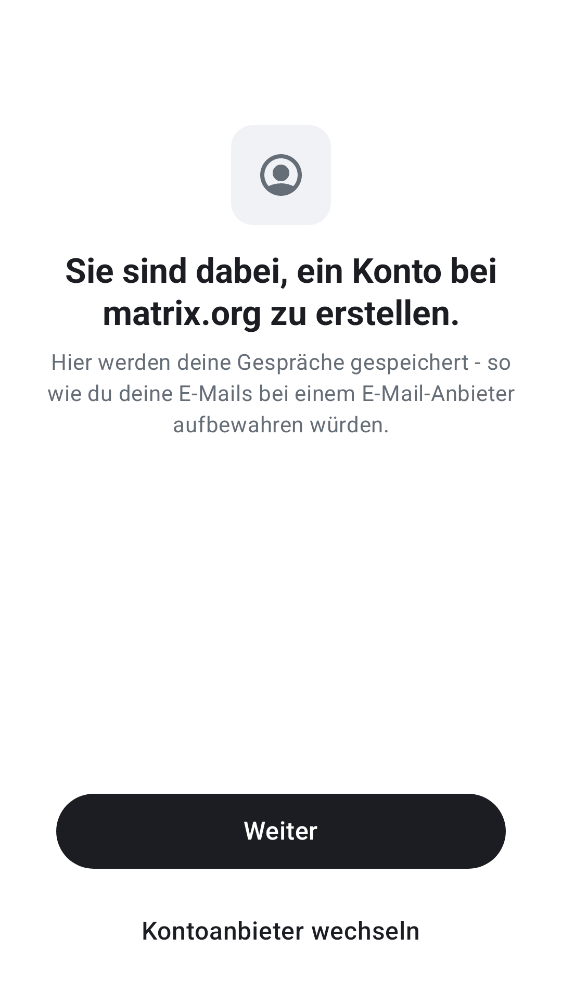 Sie sind dabei, ein Konto bei
matrix.org zu erstellen.
Hier werden deine Gespräche gespeichert - so
wie du deine E-Mails bei einem E-Mail-Anbieter
aufbewahren würden.
Weiter
Kontoanbieter wechseln